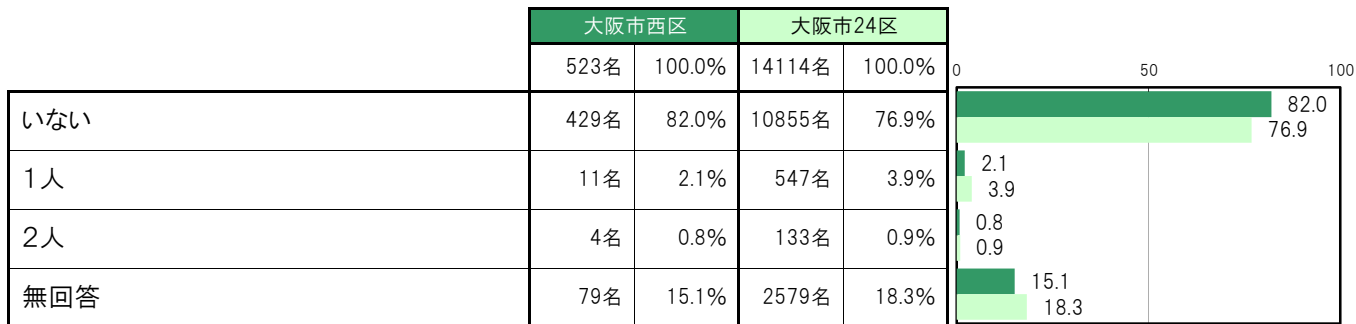 大阪市西区 大阪市24区
523名 100.0% 14114名 100.0% 0 50 100
いない 429名 82.0% 10855名 76.9% 82.0
76.9
1人 11名 2.1% 547名 3.9% 2.1
3.9
2人 4名 0.8% 133名 0.9% 0.8
0.9
無回答 79名 15.1% 2579名 18.3% 15.1
18.3